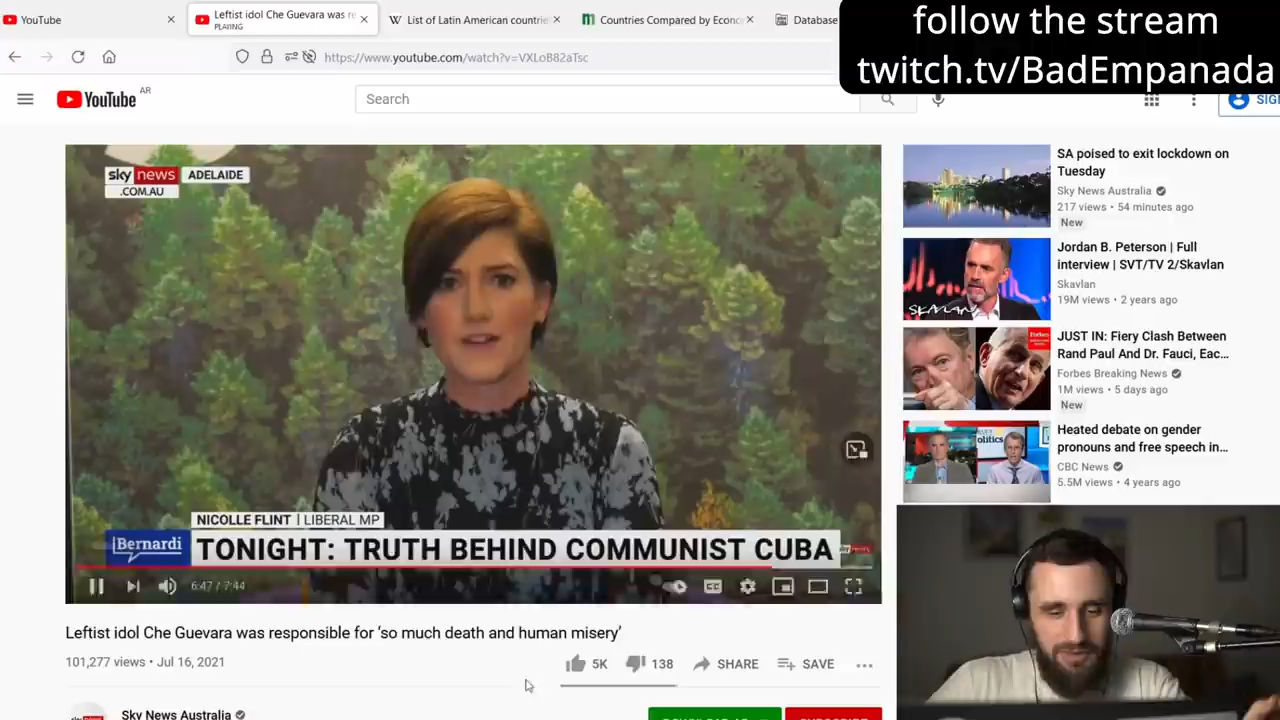 YouTube
Leftist idol Che Guevara was re
PLAYING
List of Latin American countrie
Countries Compared by Econo
Database
follow the stream
twitch.tv/BadEmpanada
https://www.youtube.com/watch?v=VXLoB82aTsc
YouTube
AR
Search
SIG
sky news
.COM.AU
ADELAIDE
NICOLLE FLINT | LIBERAL MP
Bernardi
TONIGHT: TRUTH BEHIND COMMUNIST CUBA
6:47 / 7:44
Leftist idol Che Guevara was responsible for 'so much death and human misery'
101,277 views • Jul 16, 2021
5K
138
SHARE
SAVE
Sky News Australia
SA poised to exit lockdown on
Tuesday
Sky News Australia
217 views • 54 minutes ago
New
SKAVLAN
Jordan B. Peterson | Full
interview | SVT/TV 2/Skavlan
Skavlan
19M views • 2 years ago
Forbes
JUST IN: Fiery Clash Between
Rand Paul And Dr. Fauci, Eac...
Forbes Breaking News
1M views • 5 days ago
New
Heated debate on gender
pronouns and free speech in...
CBC News
5.5M views • 4 years ago